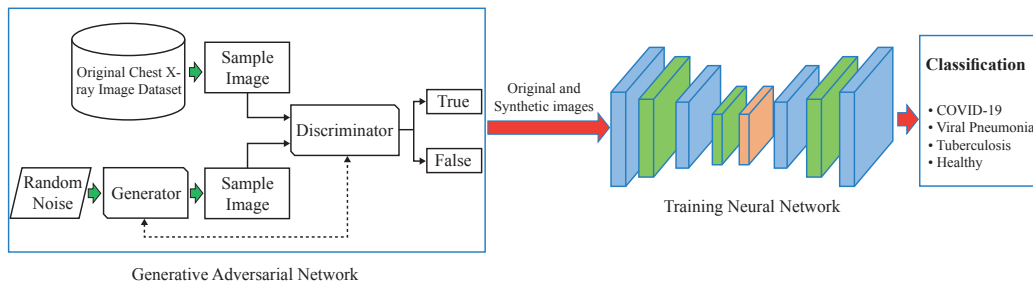 Original Chest X-
ray Image Dataset
Sample
Image
Discriminator
True
False
Random
Noise
Generator
Sample
Image
Generative Adversarial Network
Original and
Synthetic images
Training Neural Network
Classification
• COVID-19
• Viral Pneumonia
• Tuberculosis
• Healthy